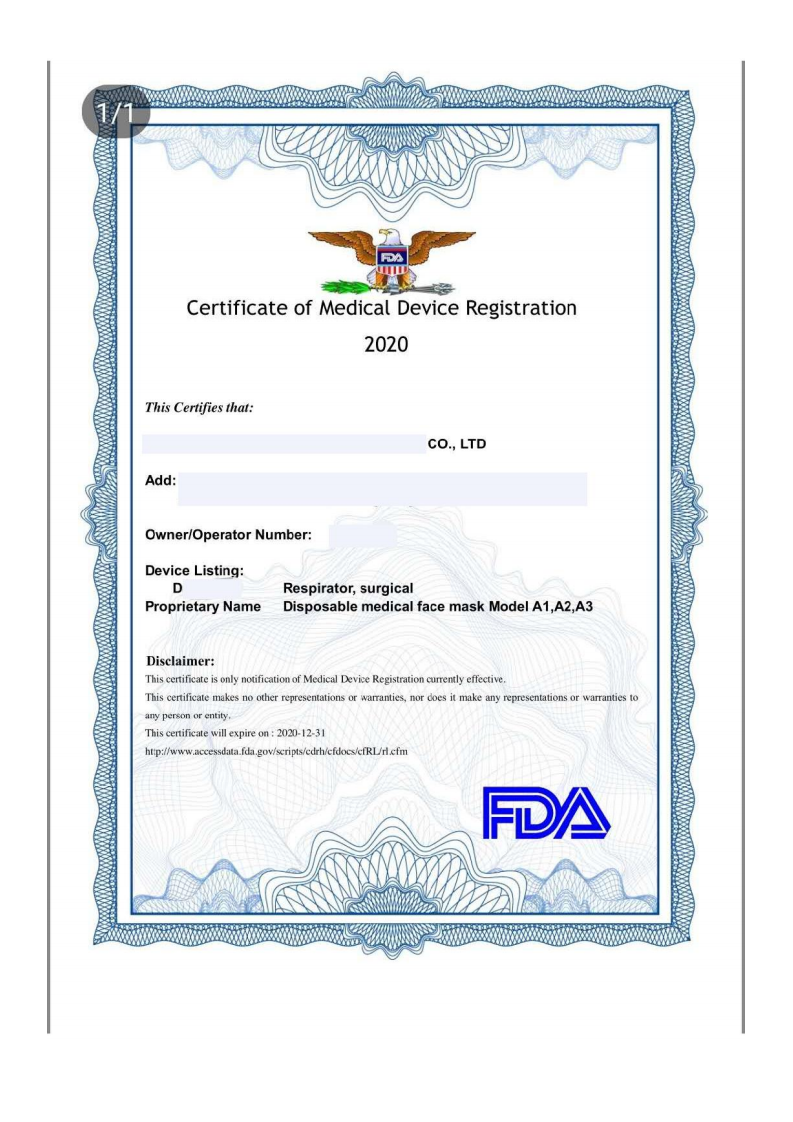 1/1
FDA
Certificate of Medical Device Registration
2020
This Certifies that:
CO., LTD
Add:
Owner/Operator Number:
Device Listing:
D Respirator, surgical
Proprietary Name Disposable medical face mask Model A1,A2,A3
Disclaimer:
This certificate is only notification of Medical Device Registration currently effective.
This certificate makes no other representations or warranties, nor does it make any representations or warranties to
any person or entity.
This certificate will expire on : 2020-12-31
http://www.accessdata.fda.gov/scripts/cdrh/cfdocs/cfRL/rl.cfm
FDA